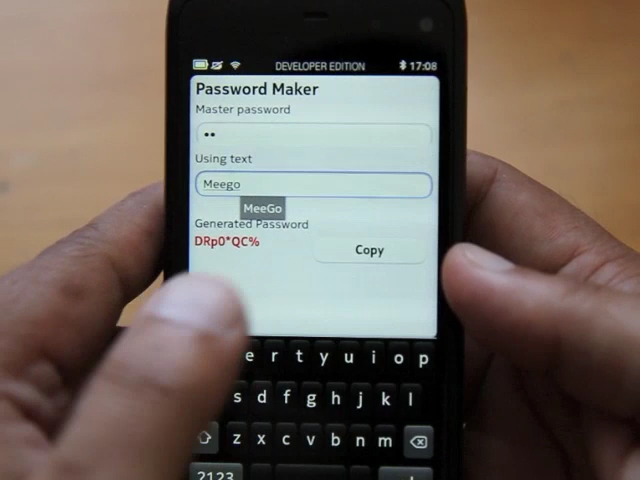 DEVELOPER EDITION 17:08
Password Maker
Master password
Using text
Meego
MeeGo
Generated Password
DRp0*QC%
Copy
e r t y u i o p
s d f g h j k l
z x c v b n m
?123